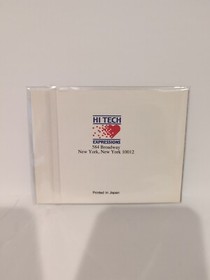 HI TECH
EXPRESSIONS
584 Broadway
New York, New York 10012
Printed in Japan